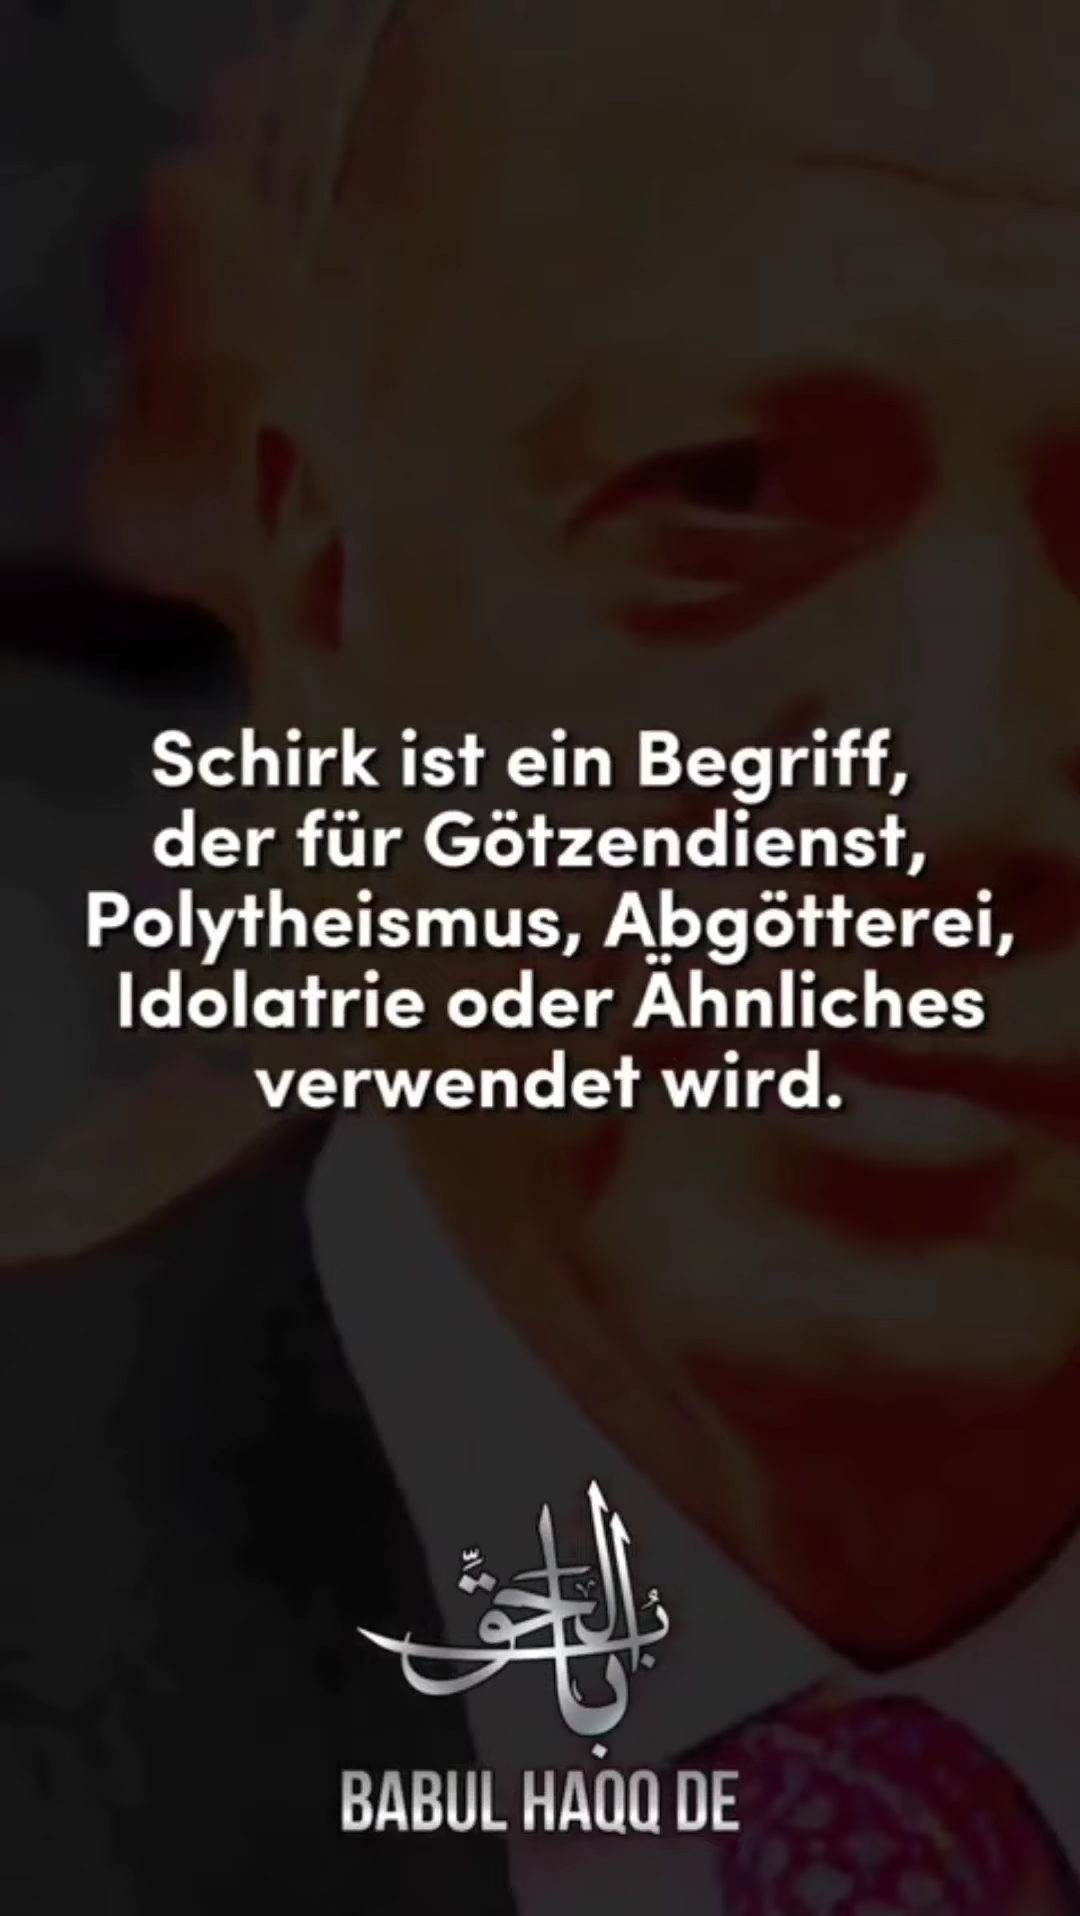 Schirk ist ein Begriff,
der für Götzendienst,
Polytheismus, Abgötterei,
Idolatrie oder Ähnliches
verwendet wird.
بابُ الحقّ
BABUL HAQQ DE